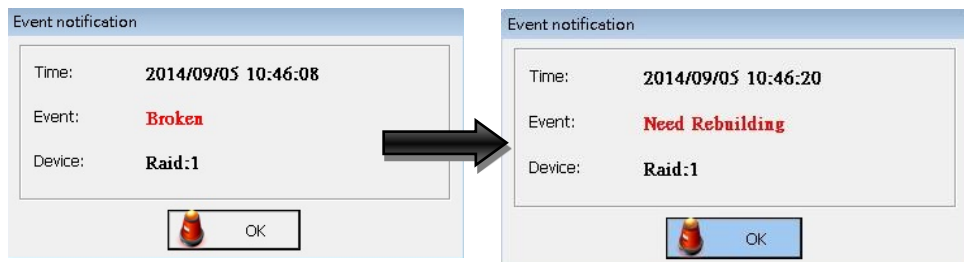 Event notification
Time: 2014/09/05 10:46:08
Event: Broken
Device: Raid:1
OK
Event notification
Time: 2014/09/05 10:46:20
Event: Need Rebuilding
Device: Raid:1
OK